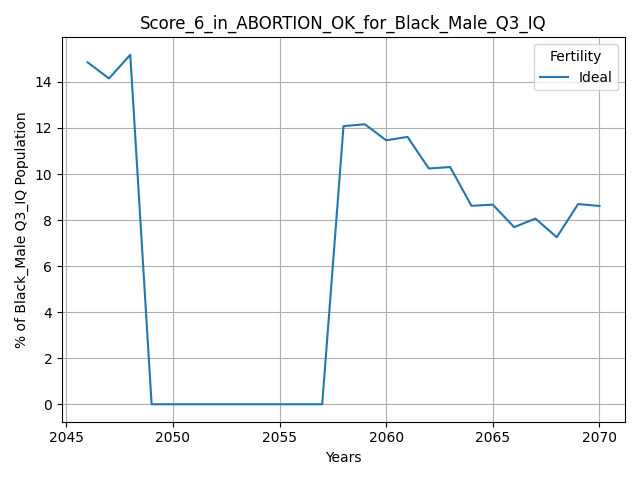 Score_6_in_ABORTION_OK_for_Black_Male_Q3_IQ
Fertility
Ideal
% of Black_Male Q3_IQ Population
14
12
10
8
6
4
2
0
2045 2050 2055 2060 2065 2070
Years